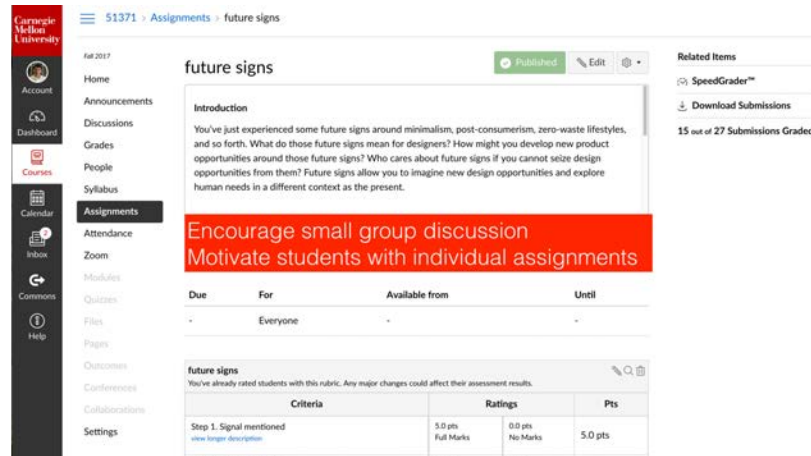 Carnegie
Mellon
University
51371 > Assignments > future signs
Account
Dashboard
Courses
Calendar
2
Inbox
Commons
Help
Fall 2017
Home
Announcements
Discussions
Grades
People
Syllabus
Assignments
Attendance
Zoom
Modules
Quizzes
Files
Pages
Outcomes
Conferences
Collaborations
Settings
future signs
Published
Edit
Introduction
You've just experienced some future signs around minimalism, post-consumerism, zero-waste lifestyles,
and so forth. What do those future signs mean for designers? How might you develop new product
opportunities around those future signs? Who cares about future signs if you cannot seize design
opportunities from them? Future signs allow you to imagine new design opportunities and explore
human needs in a different context as the present.
Encourage small group discussion
Motivate students with individual assignments
Due For Available from Until
- Everyone - -
future signs
You've already rated students with this rubric. Any major changes could affect their assessment results.
Criteria Ratings Pts
Step 1. Signal mentioned
view longer description
5.0 pts
Full Marks
0.0 pts
No Marks
5.0 pts
Related Items
SpeedGrader™
Download Submissions
15 out of 27 Submissions Graded